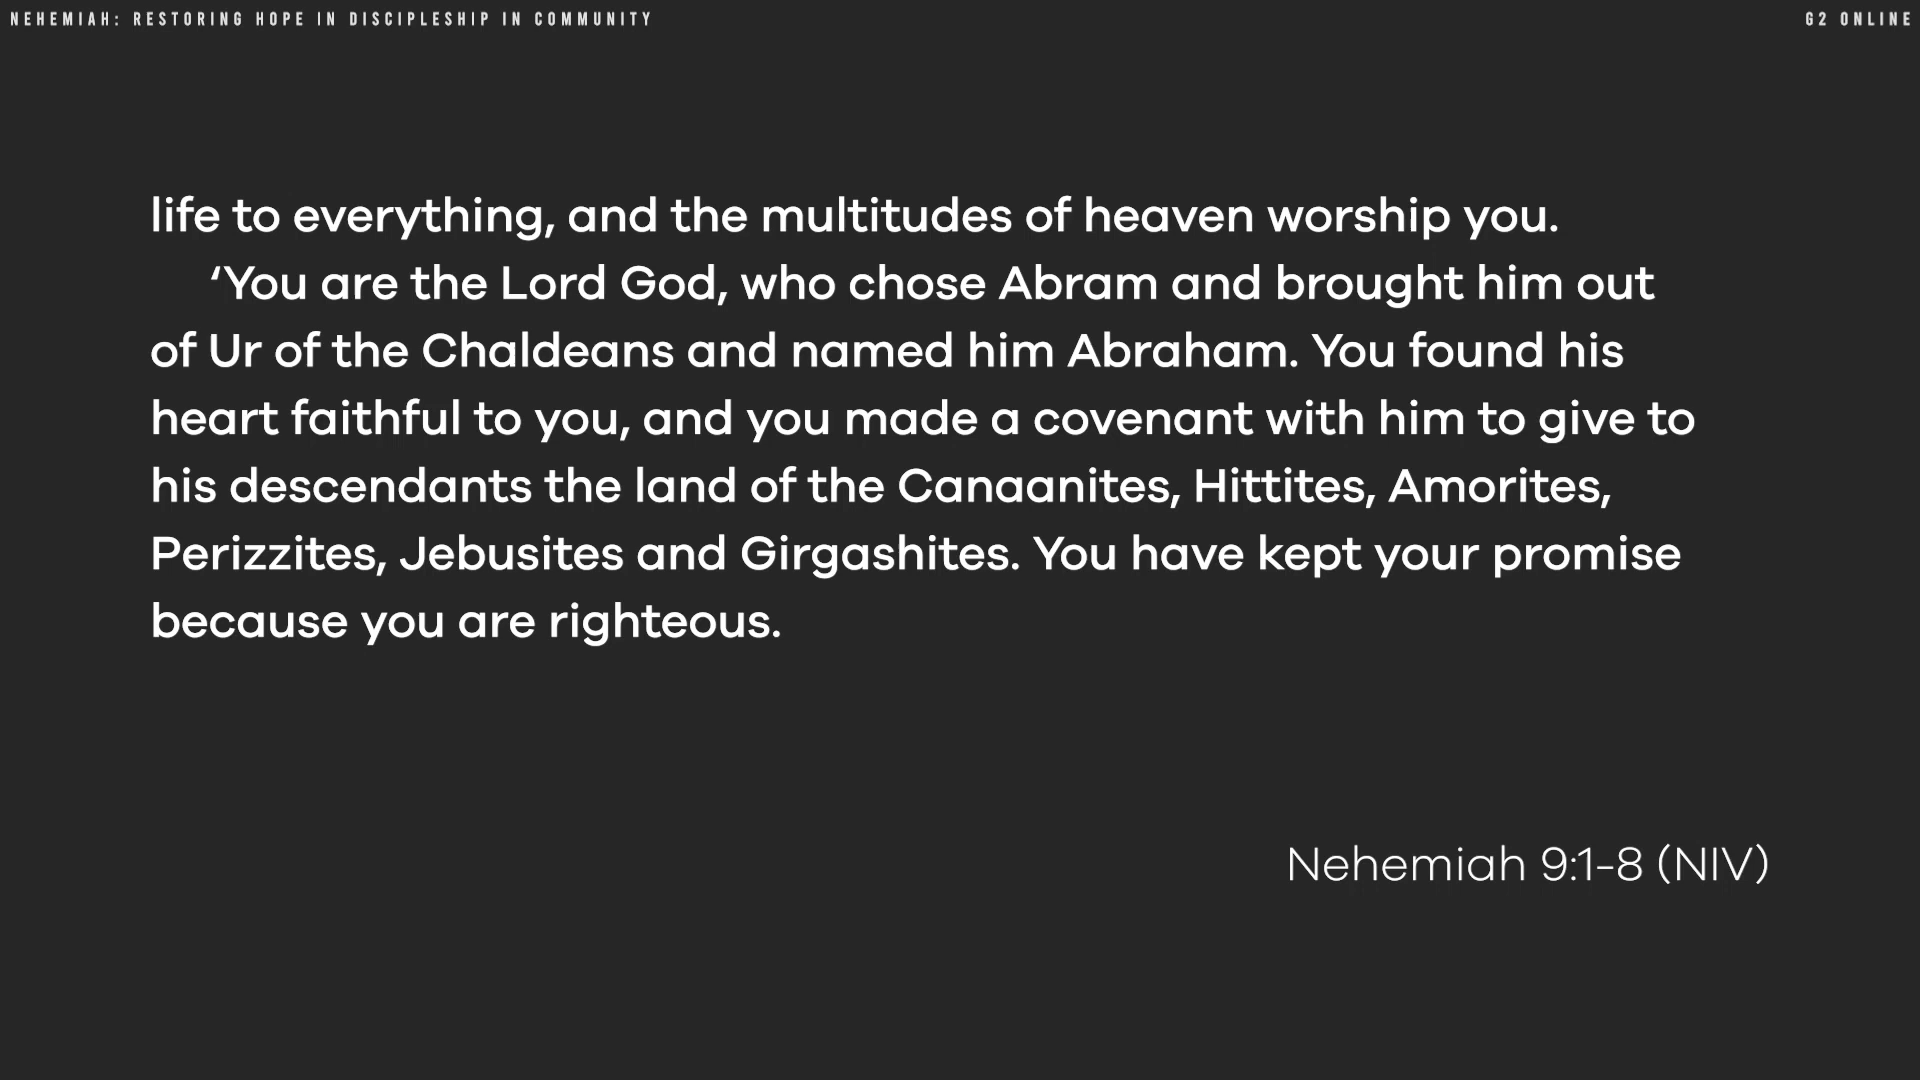 NEHEMIAH: RESTORING HOPE IN DISCIPLESHIP IN COMMUNITY
G2 ONLINE
life to everything, and the multitudes of heaven worship you.
‘You are the Lord God, who chose Abram and brought him out
of Ur of the Chaldeans and named him Abraham. You found his
heart faithful to you, and you made a covenant with him to give to
his descendants the land of the Canaanites, Hittites, Amorites,
Perizzites, Jebusites and Girgashites. You have kept your promise
because you are righteous.
Nehemiah 9:1-8 (NIV)